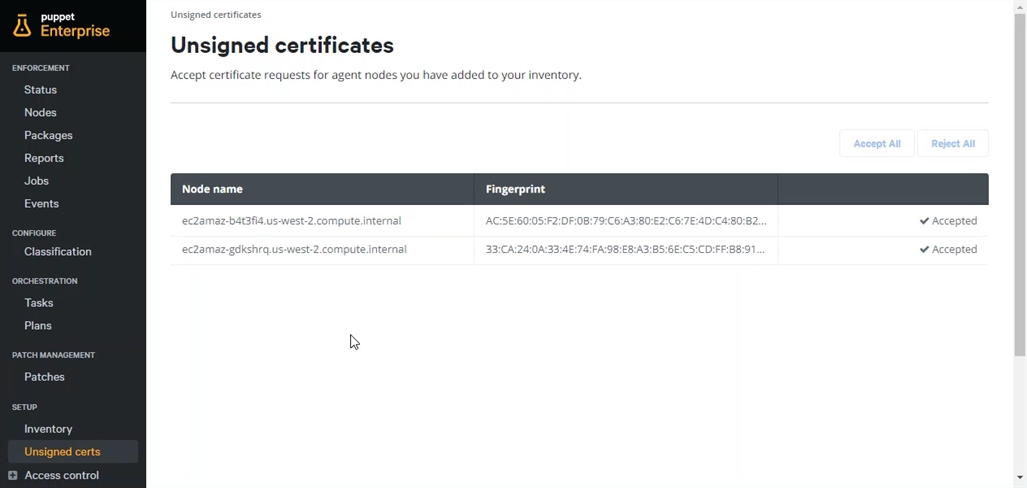 puppet
Enterprise
ENFORCEMENT
Status
Nodes
Packages
Reports
Jobs
Events
CONFIGURE
Classification
ORCHESTRATION
Tasks
Plans
PATCH MANAGEMENT
Patches
SETUP
Inventory
Unsigned certs
Access control
Unsigned certificates
Unsigned certificates
Accept certificate requests for agent nodes you have added to your inventory.
Accept All Reject All
Node name Fingerprint
ec2amaz-b4t3fi4.us-west-2.compute.internal AC:5E:60:05:F2:DF:0B:79:C6:A3:80:E2:C6:7E:4D:C4:80:B2... Accepted
ec2amaz-gdkshrq.us-west-2.compute.internal 33:CA:24:0A:33:4E:74:FA:98:E8:A3:B5:6E:C5:CD:FF:B8:91... Accepted